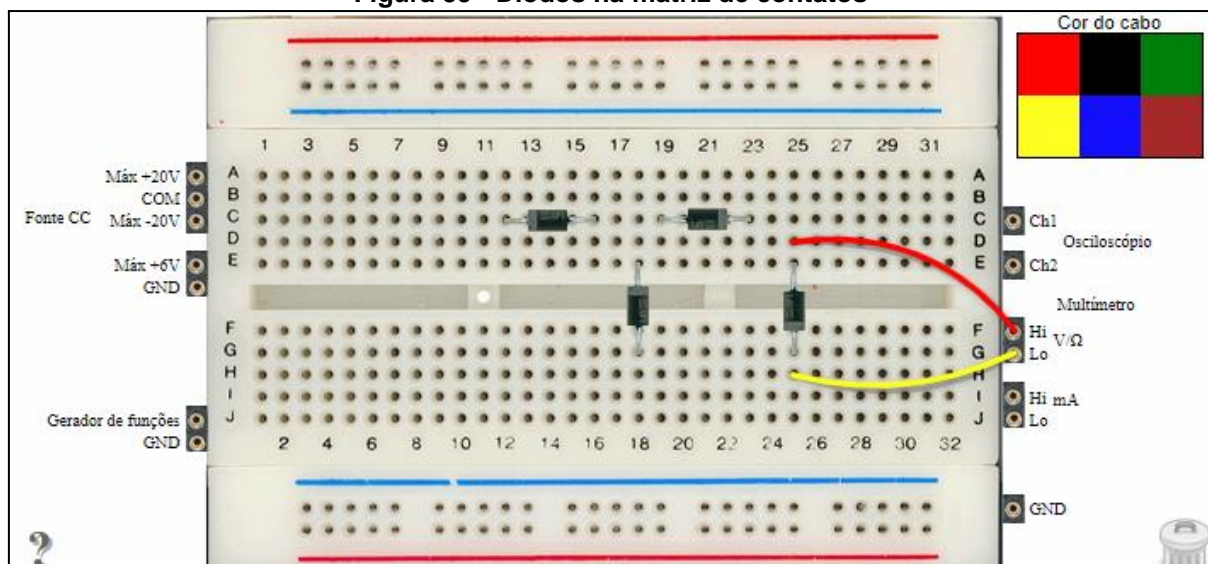 Figura 33 - Diodos na matriz de contatos
Cor do cabo
1 3 5 7 9 11 13 15 17 19 21 23 25 27 29 31
Máx +20V
COM
Fonte CC
Máx -20V
Máx +6V
GND
A
B
C
D
E
F
G
H
I
J
A
B
C
D
E
F
G
H
I
J
Ch1
Osciloscópio
Ch2
Multímetro
Hi
V/Ω
Lo
Hi mA
Lo
Gerador de funções
GND
2 4 6 8 10 12 14 16 18 20 22 24 26 28 30 32
GND
?